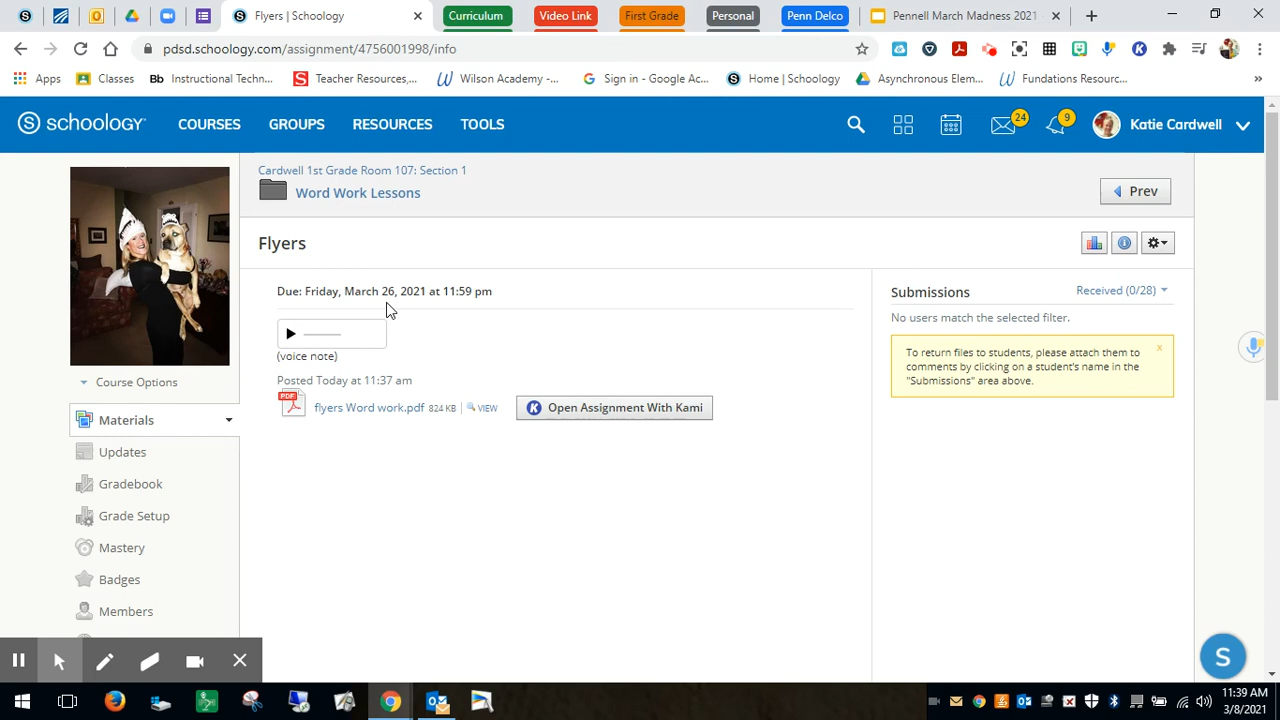 Flyers | Schoology
Curriculum
Video Link
First Grade
Personal
Penn Delco
Pennell March Madness 2021
pdsd.schoology.com/assignment/4756001998/info
Apps
Classes
Bb Instructional Techn...
S Teacher Resources,...
Wilson Academy -...
G Sign in - Google Ac...
Home | Schoology
Asynchronous Elem...
Fundations Resourc...
»
S schoology
COURSES
GROUPS
RESOURCES
TOOLS
24
9
Katie Cardwell
Cardwell 1st Grade Room 107: Section 1
Word Work Lessons
Prev
Flyers
Due: Friday, March 26, 2021 at 11:59 pm
(voice note)
Posted Today at 11:37 am
PDF
flyers Word work.pdf 824 KB
VIEW
K Open Assignment With Kami
Submissions
Received (0/28)
No users match the selected filter.
To return files to students, please attach them to
comments by clicking on a student's name in the
"Submissions" area above.
x
Course Options
Materials
Updates
Gradebook
Grade Setup
Mastery
Badges
Members
S
11:39 AM
3/8/2021